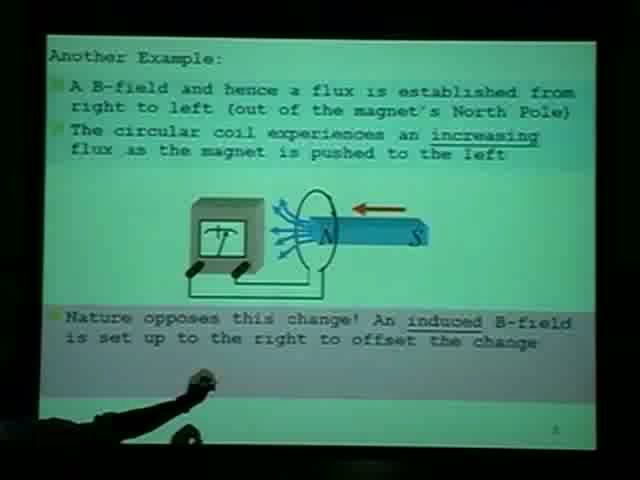 Another Example:
A B-field and hence a flux is established from
right to left (out of the magnet's North Pole)
The circular coil experiences an increasing
flux as the magnet is pushed to the left
N
S
Nature opposes this change! An induced B-field
is set up to the right to offset the change